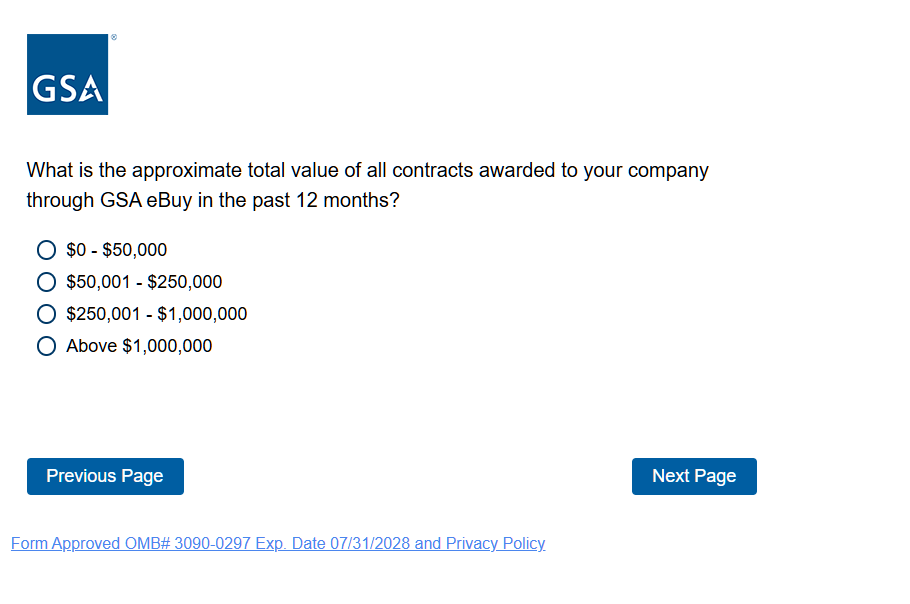 ®
GSA
What is the approximate total value of all contracts awarded to your company
through GSA eBuy in the past 12 months?
$0 - $50,000
$50,001 - $250,000
$250,001 - $1,000,000
Above $1,000,000
Previous Page
Next Page
Form Approved OMB# 3090-0297 Exp. Date 07/31/2028 and Privacy Policy